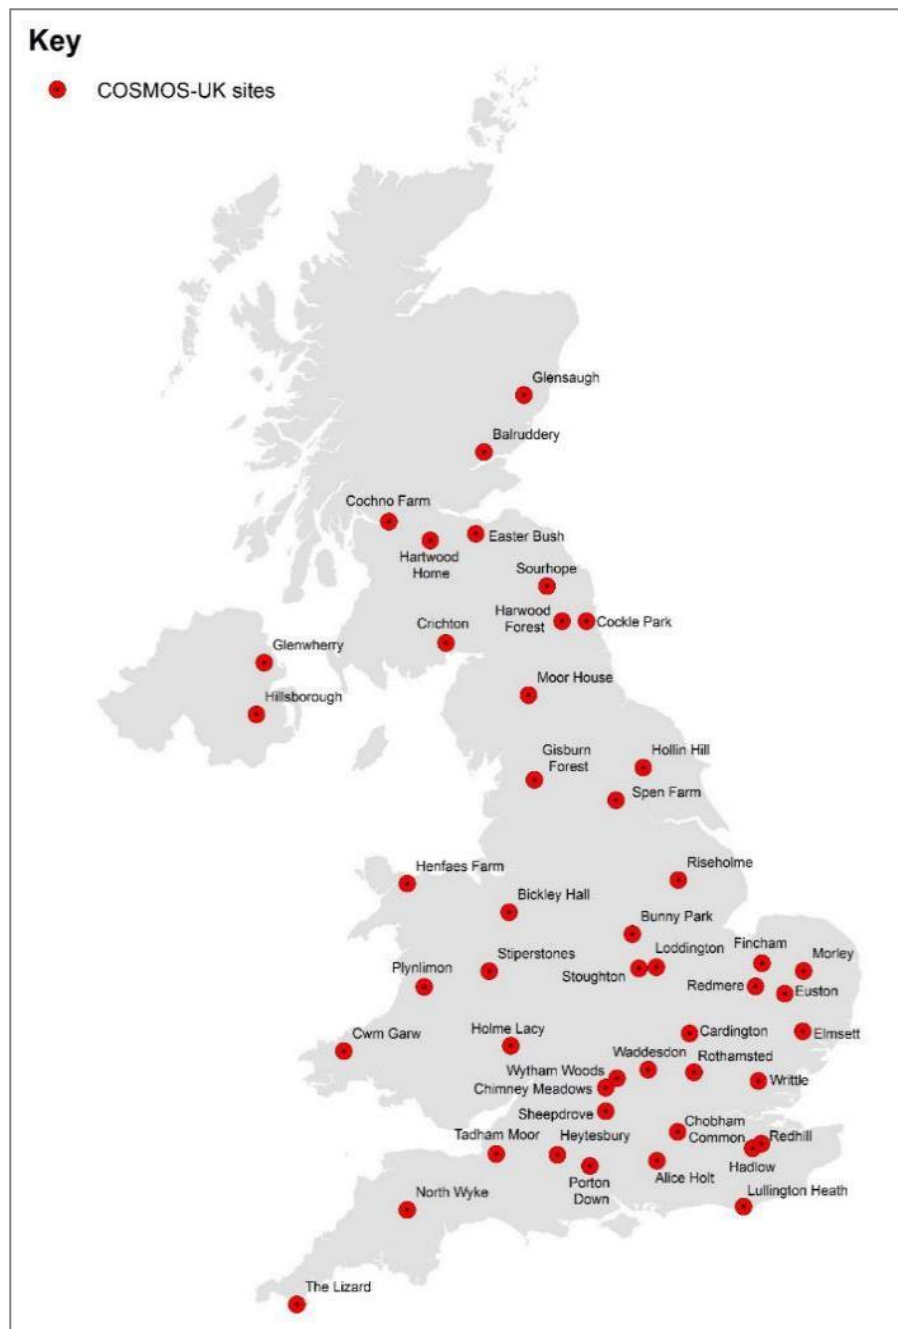 Key
COSMOS-UK sites
Glensaugh
Balruddery
Cochno Farm
Easter Bush
Hartwood
Home
Sourhope
Harwood
Forest
Cockle Park
Crichton
Glenwherry
Moor House
Hillsborough
Gisburn
Forest
Hollin Hill
Spen Farm
Henfaes Farm
Riseholme
Bickley Hall
Bunny Park
Loddington
Fincham
Morley
Stiperstones
Stoughton
Plynlimon
Redmere
Euston
Cwm Garw
Holme Lacy
Cardington
Elmsett
Waddesdon
Rothamsted
Wytham Woods
Writtle
Chimney Meadows
Sheepdrove
Chobham
Common
Redhill
Tadham Moor
Heytesbury
Hadlow
Alice Holt
Porton
Down
Lullington Heath
North Wyke
The Lizard